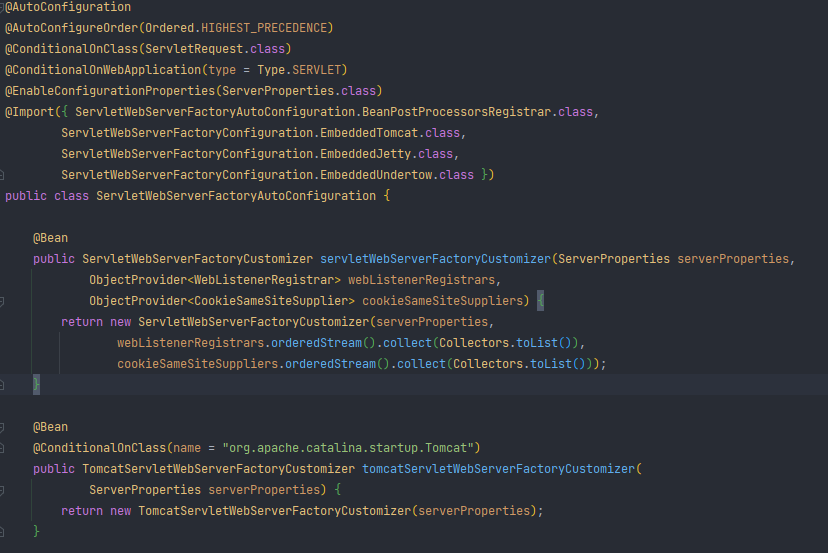 @AutoConfiguration
@AutoConfigureOrder(Ordered.HIGHEST_PRECEDENCE)
@ConditionalOnClass(ServletRequest.class)
@ConditionalOnWebApplication(type = Type.SERVLET)
@EnableConfigurationProperties(ServerProperties.class)
@Import({ ServletWebServerFactoryAutoConfiguration.BeanPostProcessorsRegistrar.class,
        ServletWebServerFactoryConfiguration.EmbeddedTomcat.class,
        ServletWebServerFactoryConfiguration.EmbeddedJetty.class,
        ServletWebServerFactoryConfiguration.EmbeddedUndertow.class })
public class ServletWebServerFactoryAutoConfiguration {
    @Bean
    public ServletWebServerFactoryCustomizer servletWebServerFactoryCustomizer(ServerProperties serverProperties,
            ObjectProvider<WebListenerRegistrar> webListenerRegistrars,
            ObjectProvider<CookieSameSiteSupplier> cookieSameSiteSuppliers) {
        return new ServletWebServerFactoryCustomizer(serverProperties,
                webListenerRegistrars.orderedStream().collect(Collectors.toList()),
                cookieSameSiteSuppliers.orderedStream().collect(Collectors.toList()));
    }
    @Bean
    @ConditionalOnClass(name = "org.apache.catalina.startup.Tomcat")
    public TomcatServletWebServerFactoryCustomizer tomcatServletWebServerFactoryCustomizer(
            ServerProperties serverProperties) {
        return new TomcatServletWebServerFactoryCustomizer(serverProperties);
    }